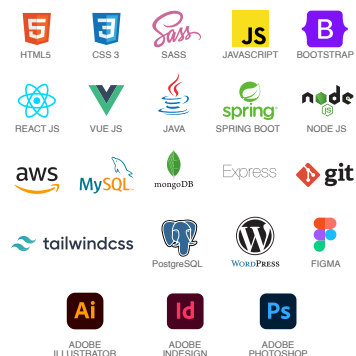 5 3 Sass JS B
HTML5 CSS 3 SASS JAVASCRIPT BOOTSTRAP
spring node
JS
REACT JS VUE JS JAVA SPRING BOOT NODE JS
aws MySQL mongoDB Express git
tailwindcss PostgreSQL WORDPRESS FIGMA
Ai Id Ps
ADOBE ADOBE ADOBE
ILLUSTRATOR INDESIGN PHOTOSHOP